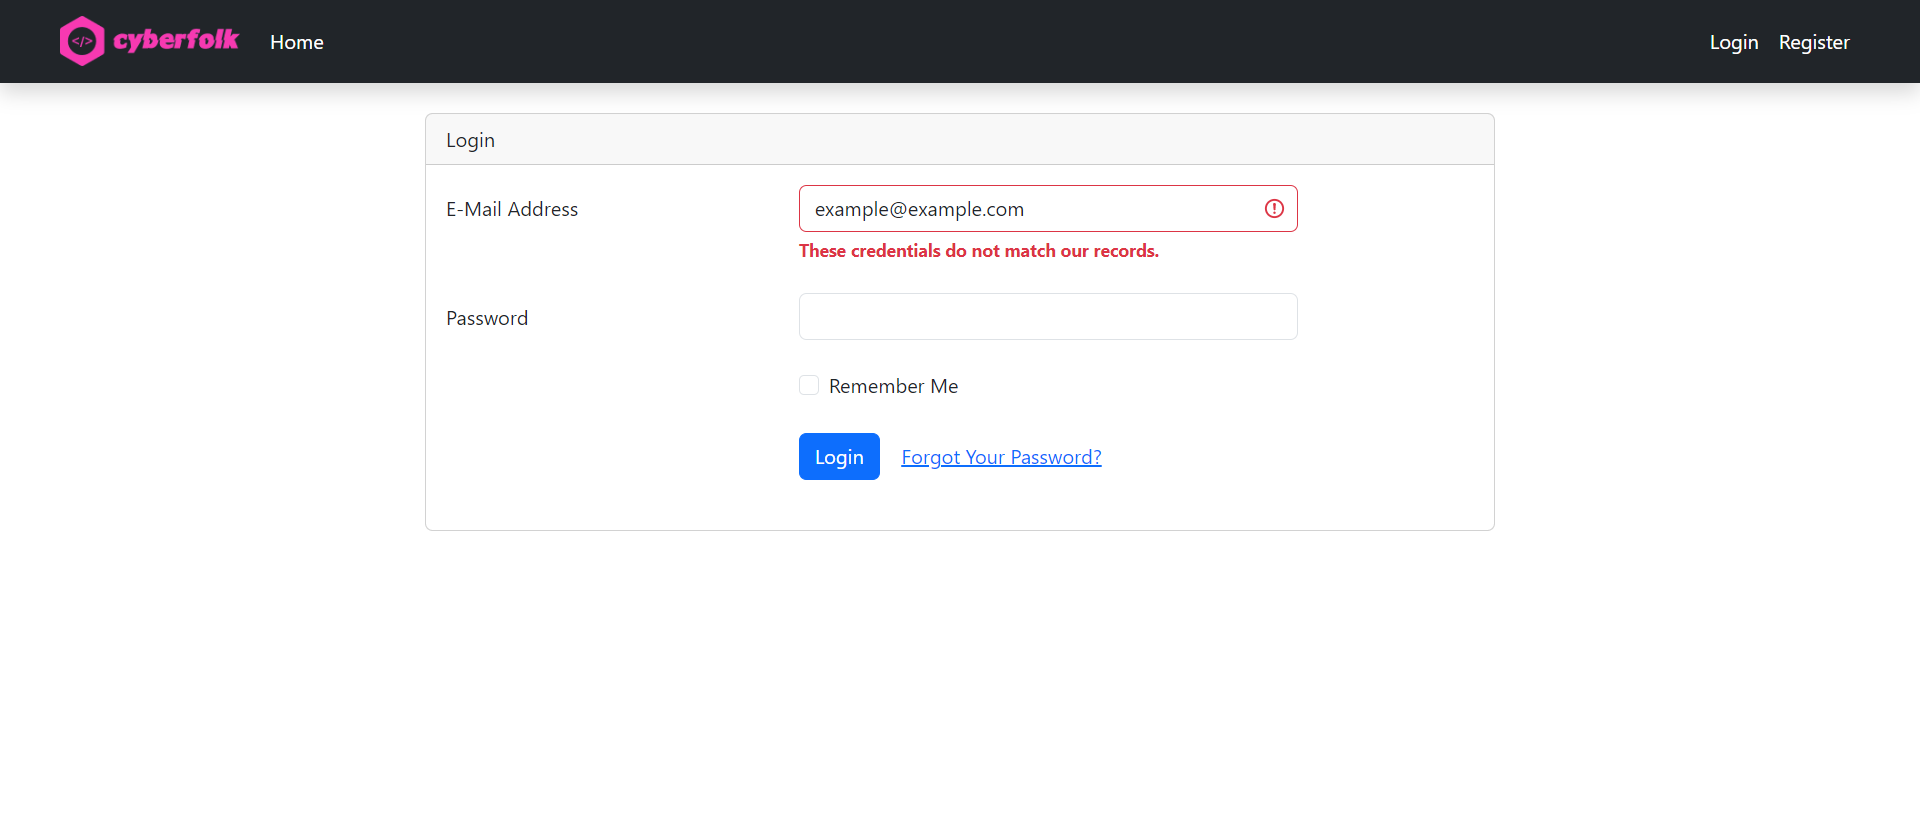 </> cyberfolk Home Login Register
Login
E-Mail Address example@example.com
These credentials do not match our records.
Password
Remember Me
Login Forgot Your Password?